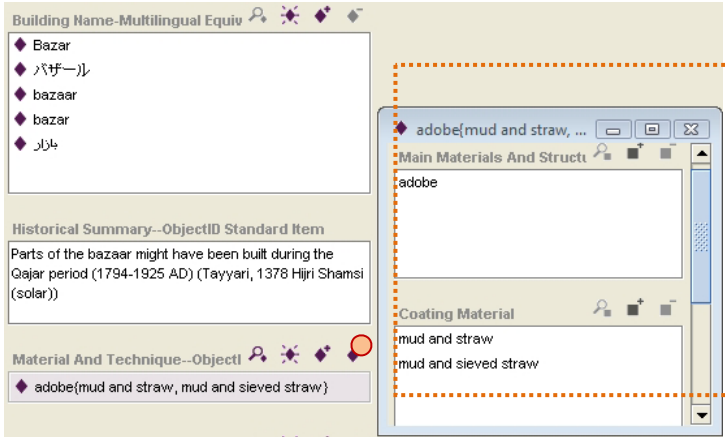 Building Name-Multilingual Equiv
Bazar
バザール
bazaar
bazar
بازار
Historical Summary--ObjectID Standard Item
Parts of the bazaar might have been built during the
Qajar period (1794-1925 AD) (Tayyari, 1378 Hijri Shamsi
(solar))
Material And Technique--ObjectI
adobe{mud and straw, mud and sieved straw}
adobe{mud and straw, ...
Main Materials And Structu
adobe
Coating Material
mud and straw
mud and sieved straw